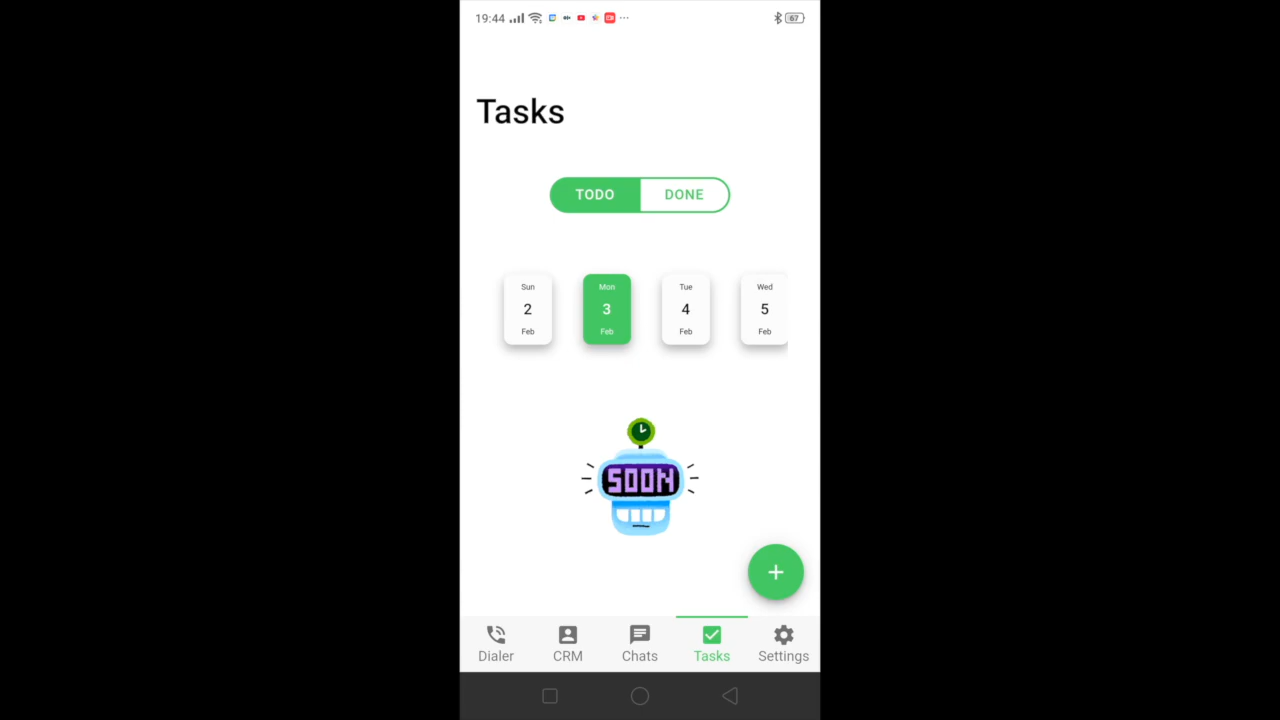 19:44
67
Tasks
TODO DONE
Sun Mon Tue Wed
2 3 4 5
Feb Feb Feb Feb
SOON
+
Dialer CRM Chats Tasks Settings